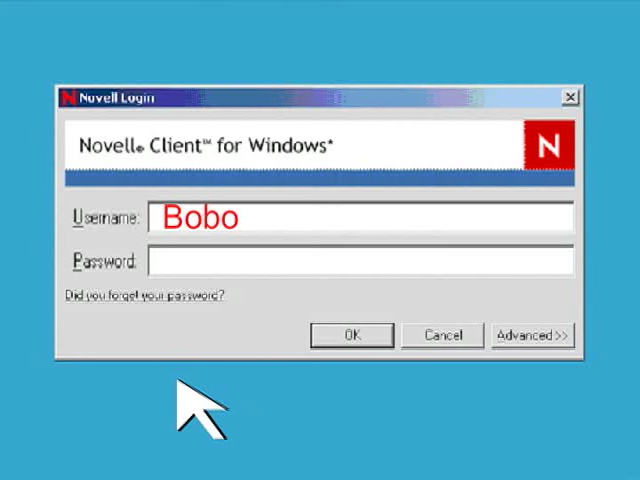 Novell Login
Novell® Client™ for Windows*
N
Username: Bobo
Password:
Did you forget your password?
OK Cancel Advanced >>